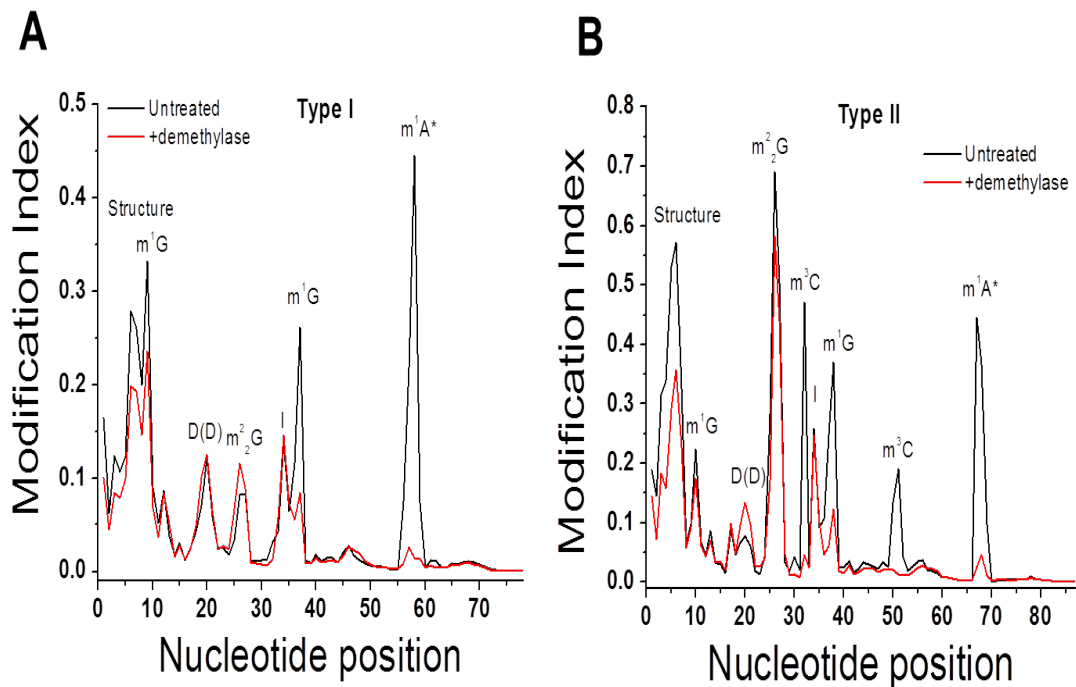 A
Type I
Untreated
+demethylase
Modification Index
0.5
0.4
0.3
0.2
0.1
0.0
Structure
m¹G
D(D)
m²₂G
I
m¹G
m¹A*
0 10 20 30 40 50 60 70
Nucleotide position
B
Type II
Untreated
+demethylase
Modification Index
0.8
0.7
0.6
0.5
0.4
0.3
0.2
0.1
0.0
Structure
m¹G
D(D)
m²₂G
m³C
I
m¹G
m³C
m¹A*
0 10 20 30 40 50 60 70 80
Nucleotide position